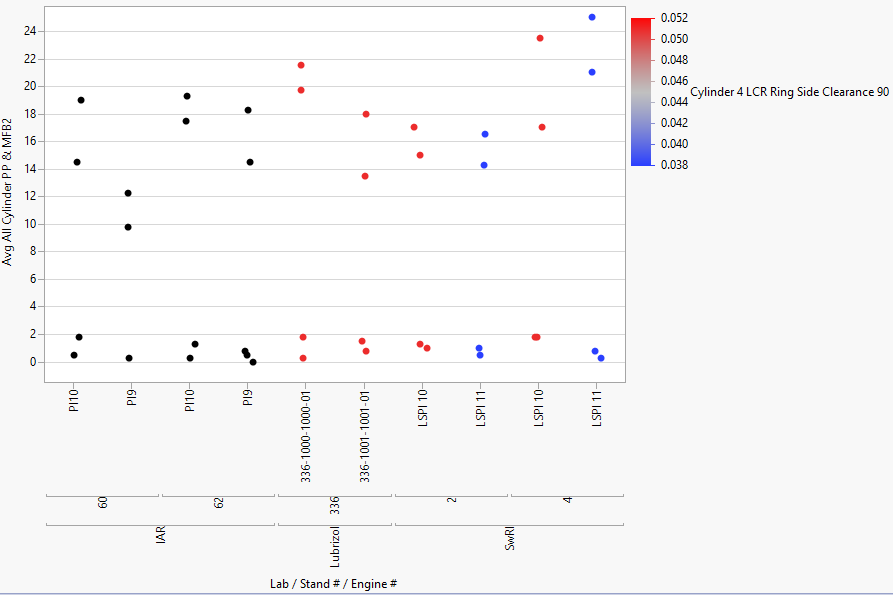 Avg All Cylinder PP & MFB2
24
22
20
18
16
14
12
10
8
6
4
2
0
0.052
0.050
0.048
0.046
0.044
0.042
0.040
0.038
Cylinder 4 LCR Ring Side Clearance 90
PI10
PI9
PI10
PI9
336-1000-1000-01
336-1001-1001-01
LSPI 10
LSPI 11
LSPI 10
LSPI 11
60
62
336
2
4
IAR
Lubrizol
SwRI
Lab / Stand # / Engine #